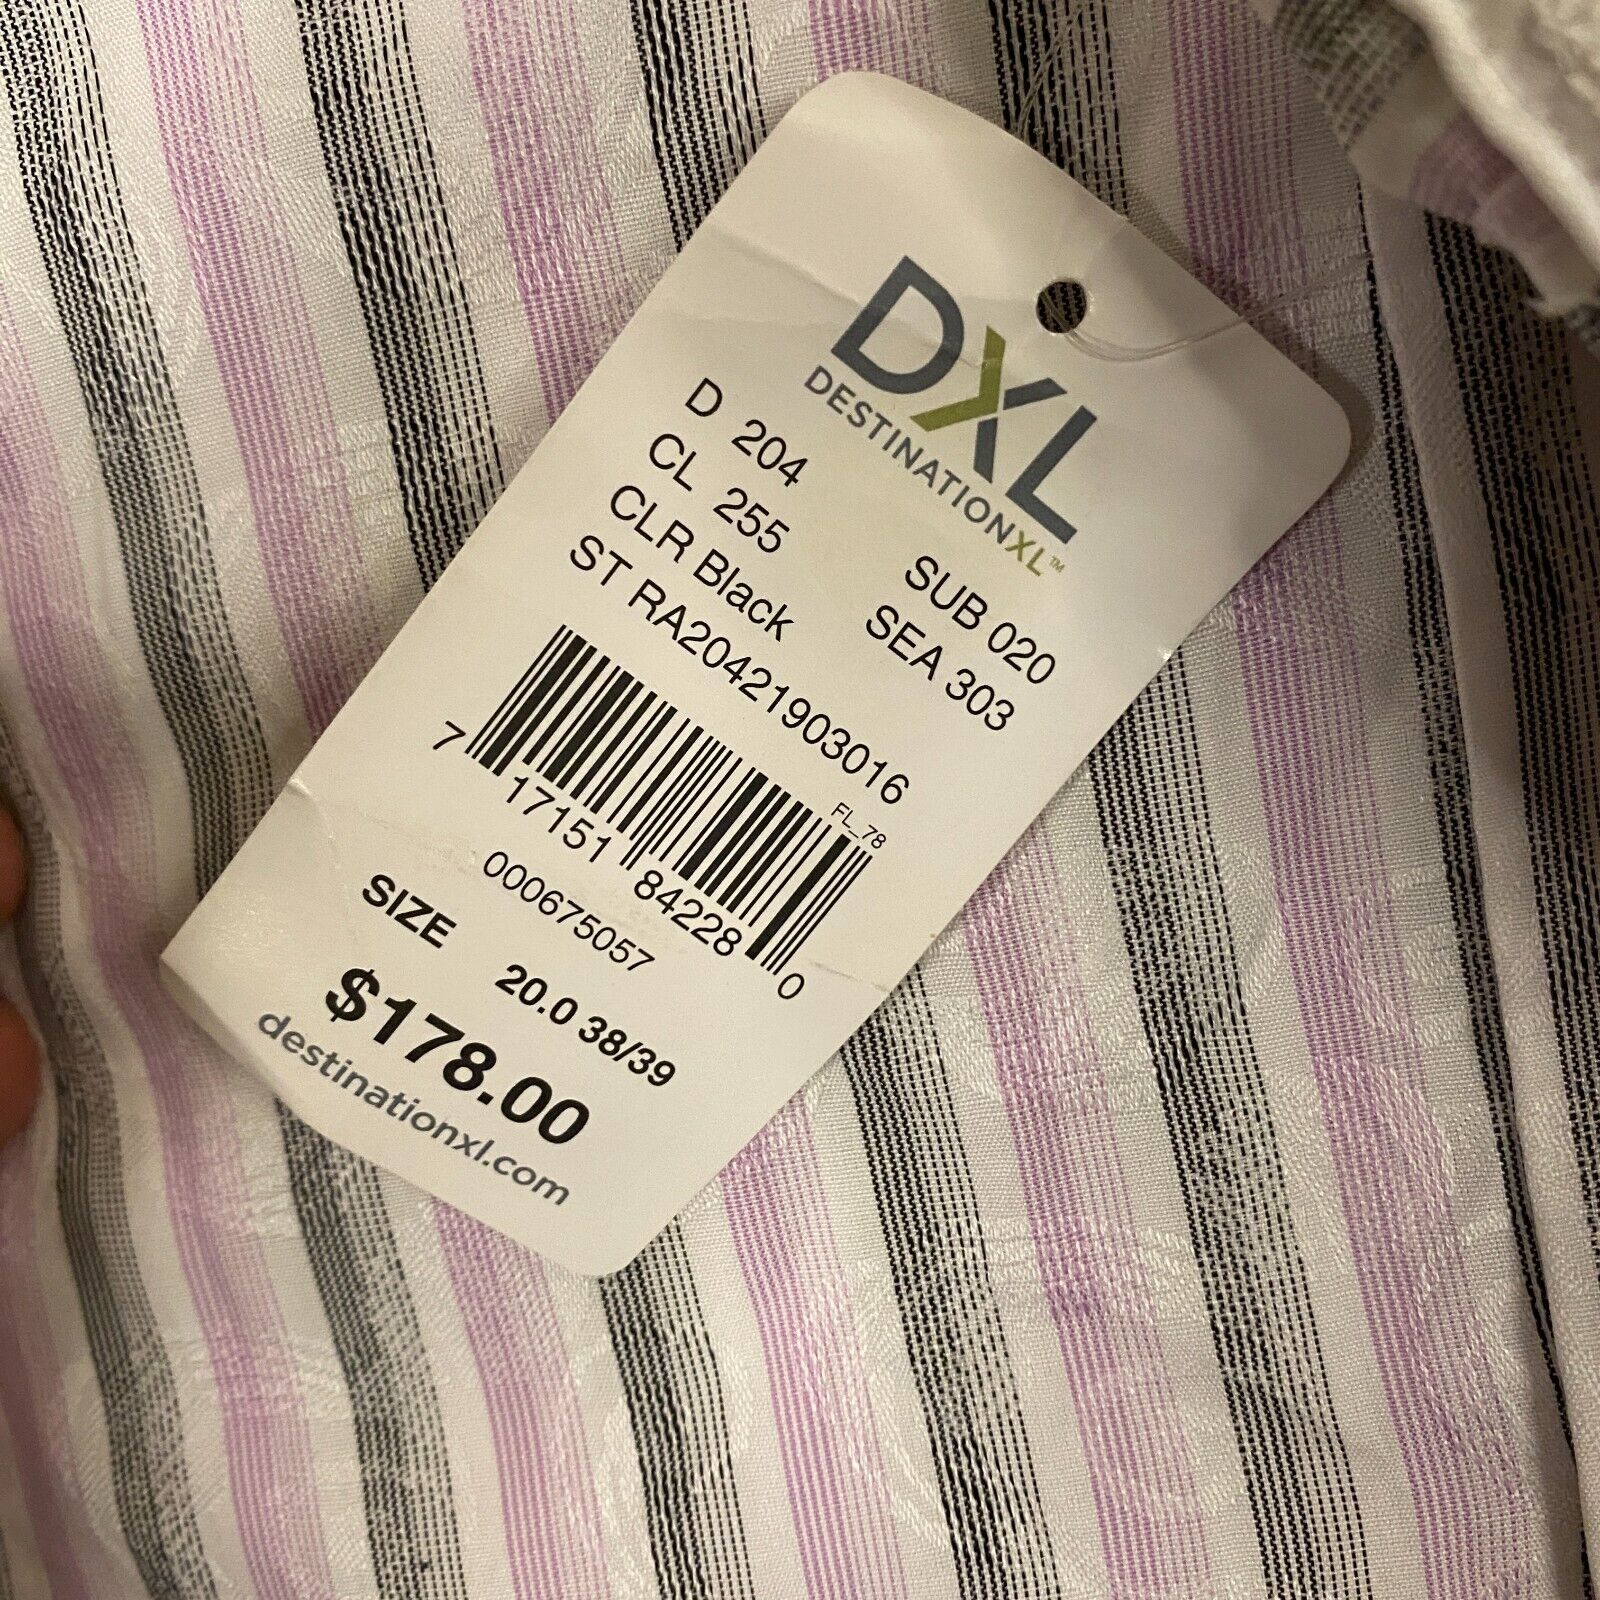 DXL
DESTINATIONXL™
D 204 SUB 020
CL 255 SEA 303
CLR Black
ST RA20421903016
FL_78
7 17151 84228 0
000675057
SIZE 20.0 38/39
$178.00
destinationxl.com